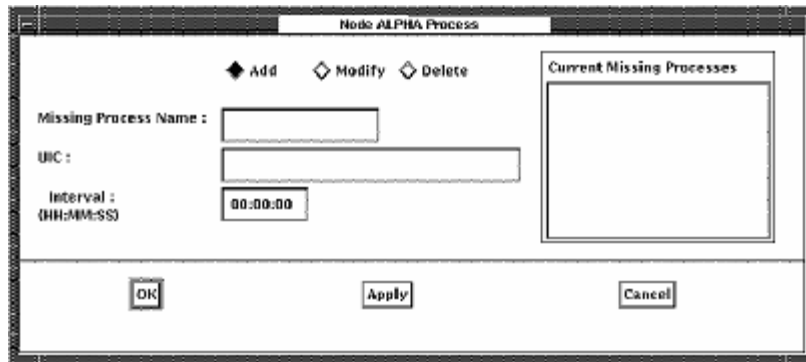 Node ALPHA Process
Add Modify Delete
Current Missing Processes
Missing Process Name :
UIC :
Interval :
(HH:MM:SS)
00:00:00
OK Apply Cancel